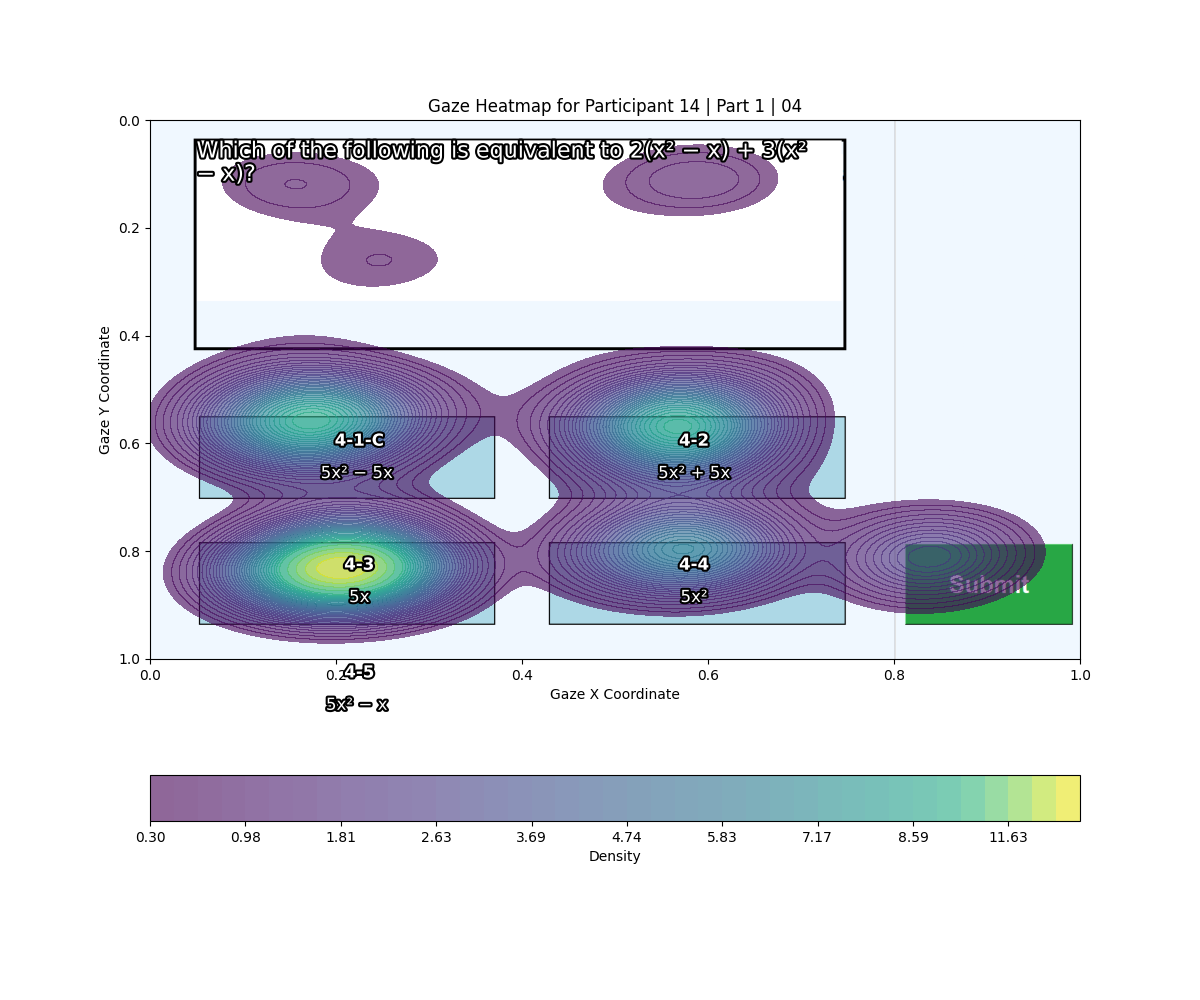 Gaze Heatmap for Participant 14 | Part 1 | 04
0.0
0.2
0.4
0.6
0.8
1.0
Gaze Y Coordinate
Which of the following is equivalent to 2(x² − x) + 3(x²
− x)?
4-1-C
5x² − 5x
4-2
5x² + 5x
4-3
5x
4-4
5x²
Submit
4-5
5x² − x
0.0
0.2
0.4
0.6
0.8
1.0
Gaze X Coordinate
0.30
0.98
1.81
2.63
3.69
4.74
5.83
7.17
8.59
11.63
Density